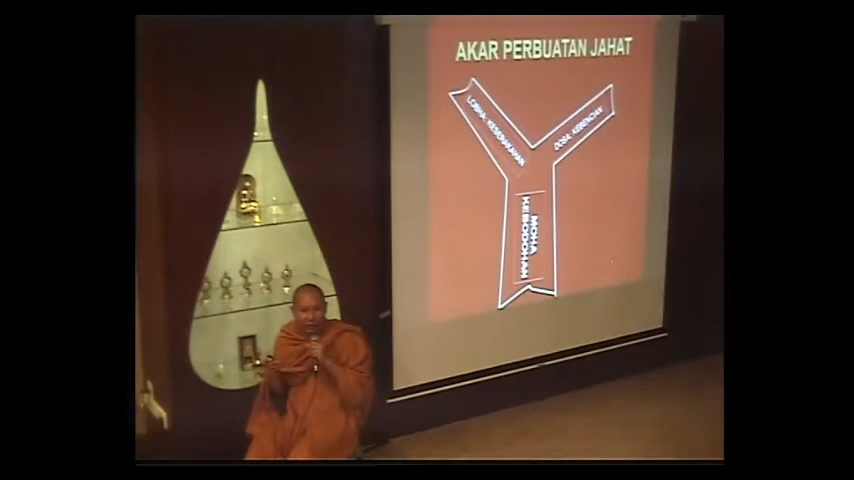 AKAR PERBUATAN JAHAT
LOBHA: KESERAKAHAN
DOSA: KEBENCIAN
MOHA:
KEBODOHAN